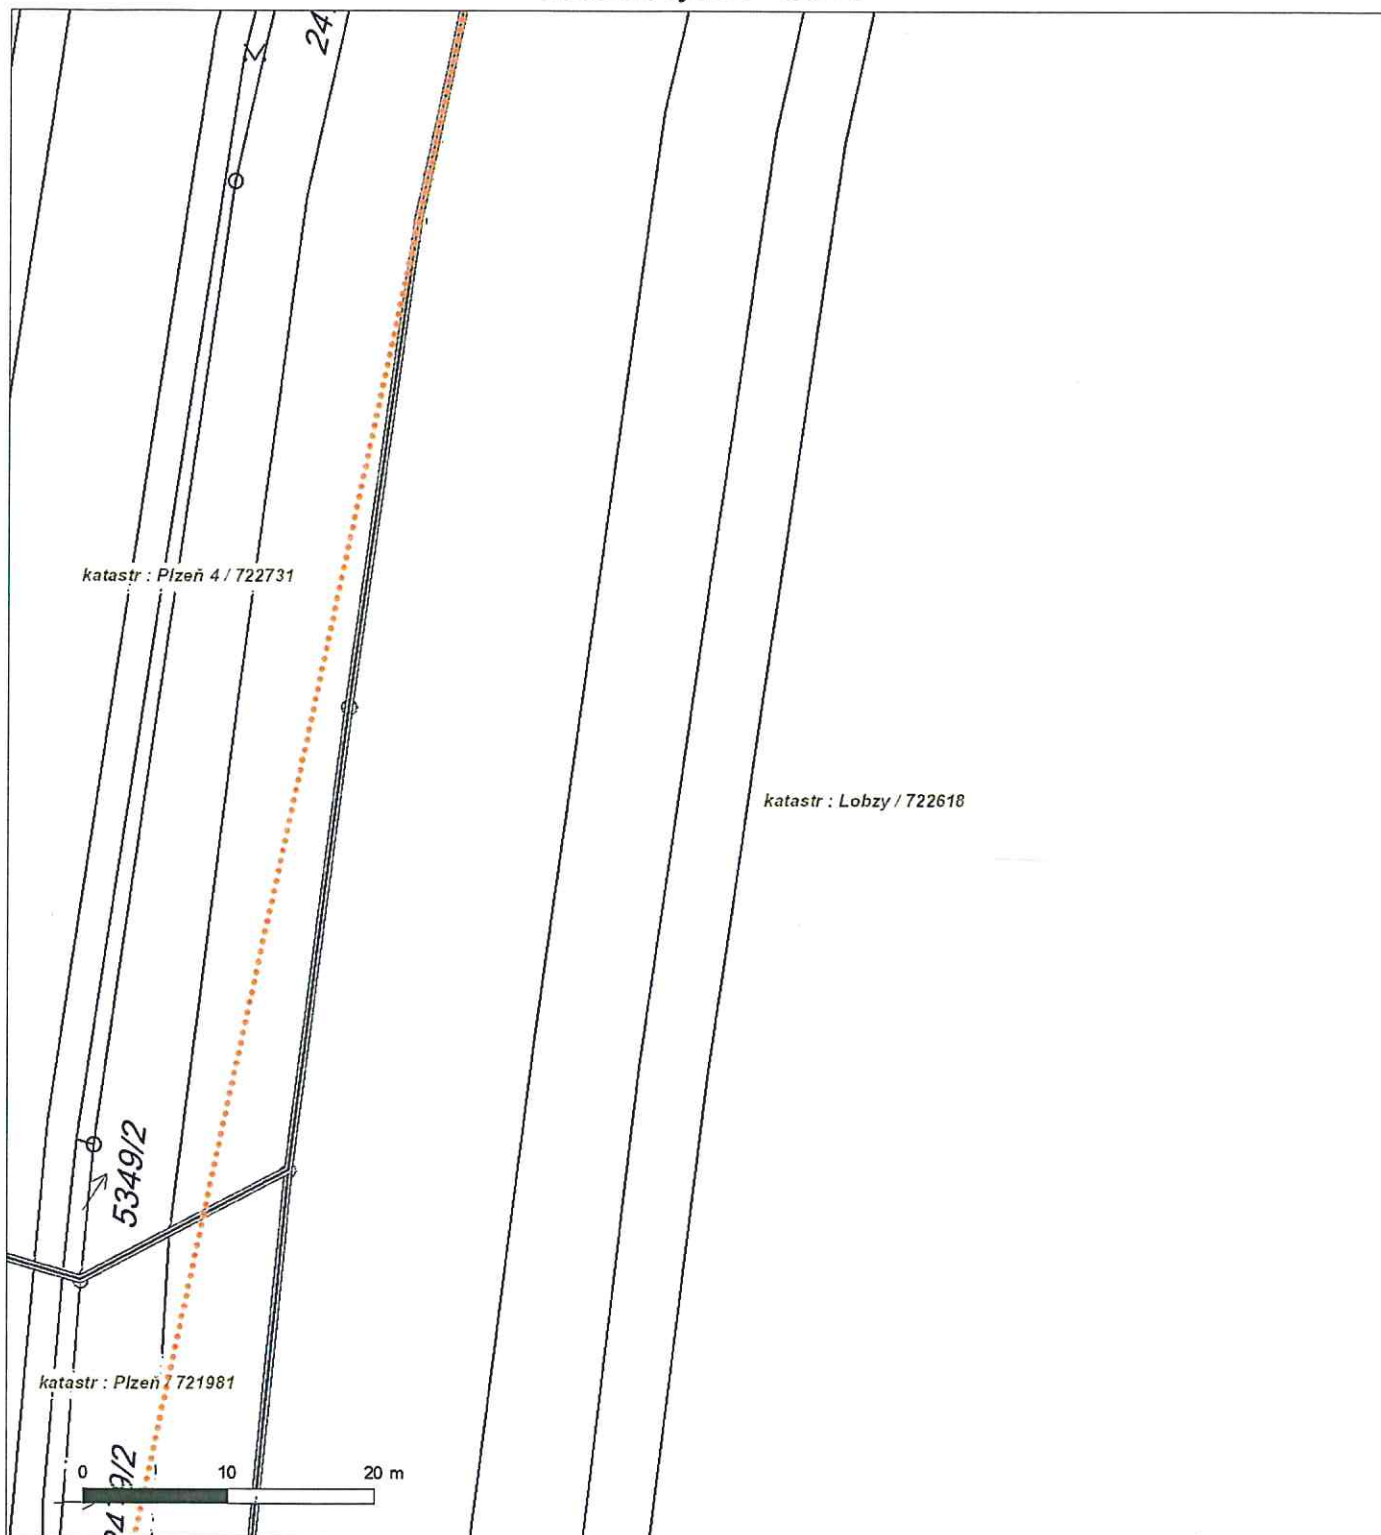 24
katastr : Plzeň 4 / 722731
katastr : Lobzy / 722618
5349/2
katastr : Plzeň / 721981
0 10 20 m